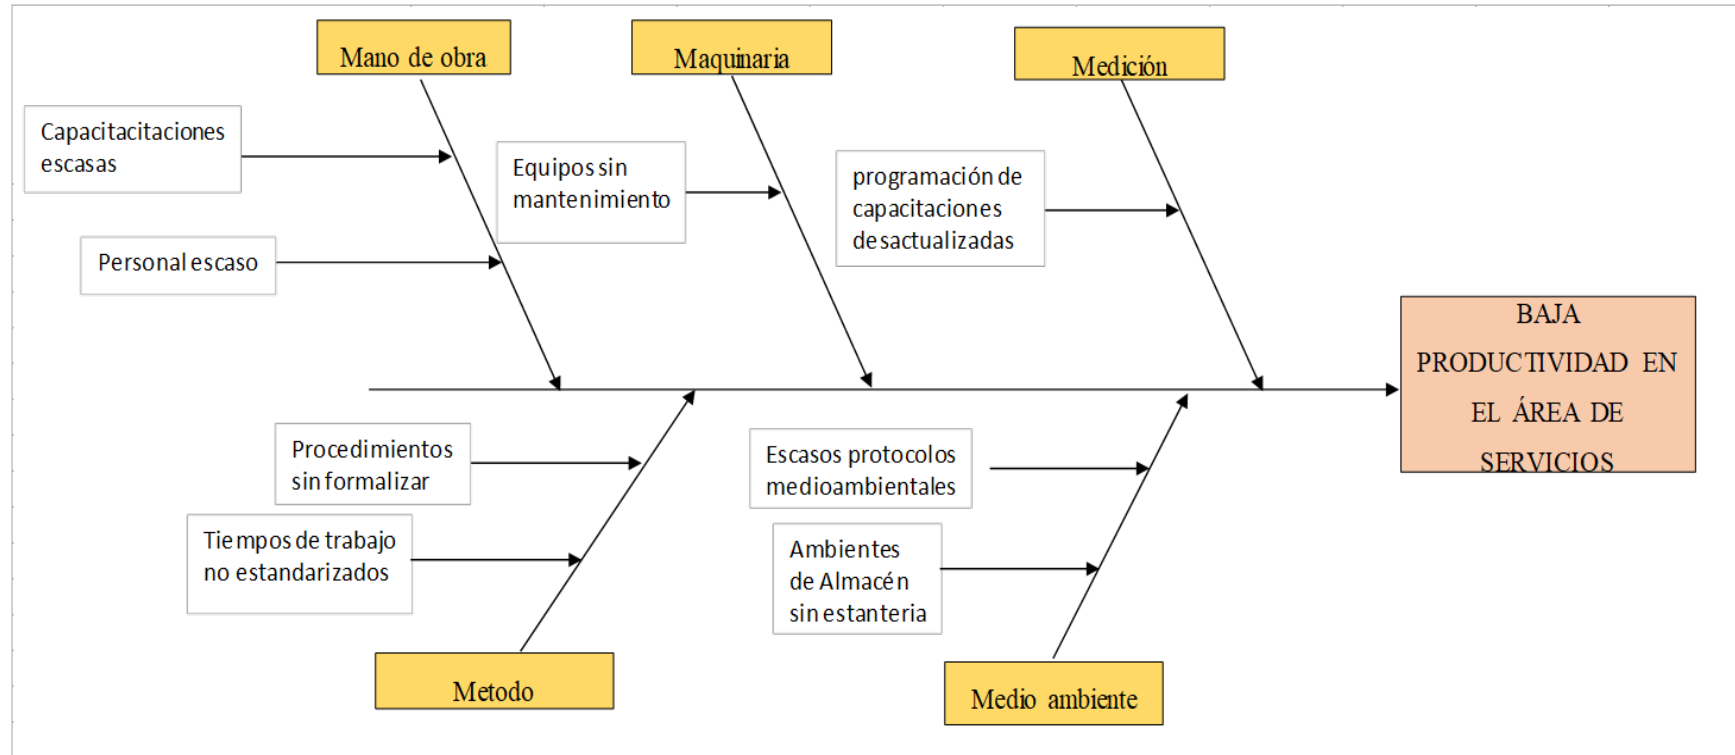 Mano de obra
Maquinaria
Medición
Capacitacitaciones
escasas
Equipos sin
mantenimiento
programación de
capacitaciones
desactualizadas
Personal escaso
BAJA
PRODUCTIVIDAD EN
EL ÁREA DE
SERVICIOS
Procedimientos
sin formalizar
Escasos protocolos
medioambientales
Tiempos de trabajo
no estandarizados
Ambientes
de Almacén
sin estanteria
Metodo
Medio ambiente